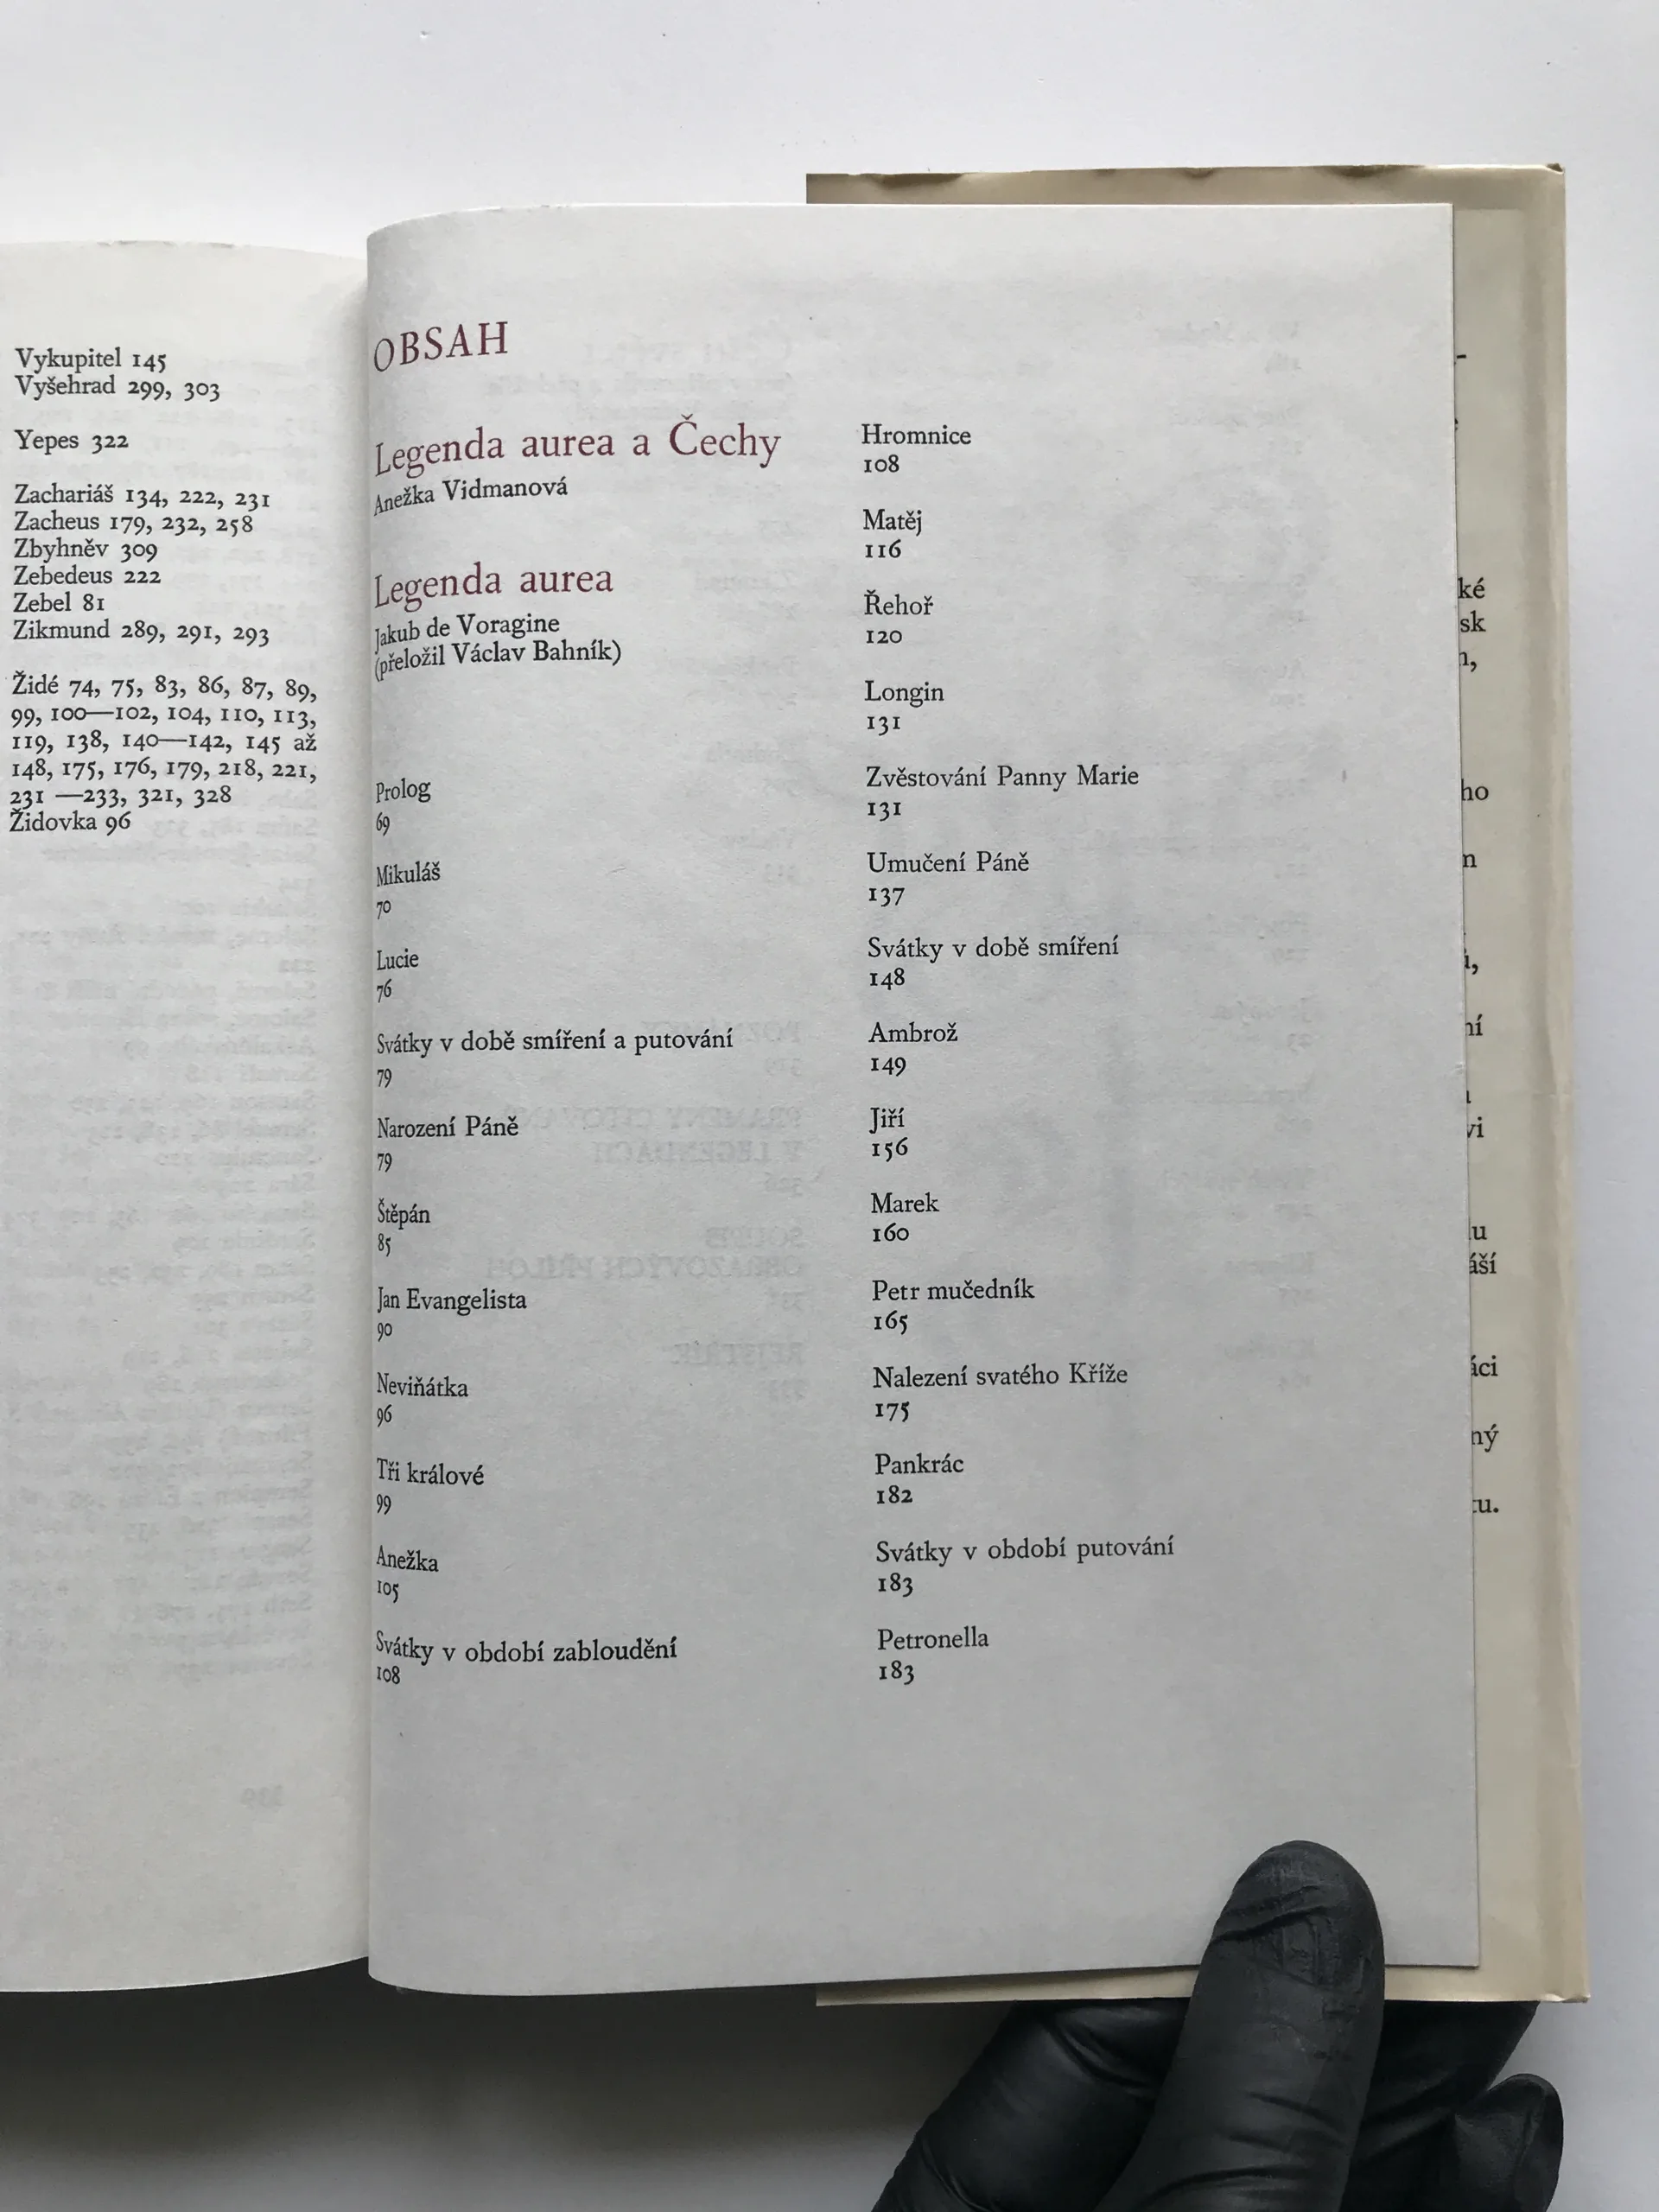 Vykupitel 145
Vyšehrad 299, 303
Yepes 322
Zachariáš 134, 222, 231
Zacheus 179, 232, 258
Zbyhněv 309
Zebedeus 222
Zebel 81
Zikmund 289, 291, 293
Židé 74, 75, 83, 86, 87, 89,
99, 100—102, 104, 110, 113,
119, 138, 140—142, 145 až
148, 175, 176, 179, 218, 221,
231 —233, 321, 328
Židovka 96
OBSAH
Legenda aurea a Čechy
Anežka Vidmanová
Legenda aurea
Jakub de Voragine
(přeložil Václav Bahník)
Prolog
69
Mikuláš
70
Lucie
76
Svátky v době smíření a putování
79
Narození Páně
79
Štěpán
85
Jan Evangelista
90
Neviňátka
96
Tři králové
99
Anežka
105
Svátky v období zabloudění
108
Hromnice
108
Matěj
116
Řehoř
120
Longin
131
Zvěstování Panny Marie
131
Umučení Páně
137
Svátky v době smíření
148
Ambrož
149
Jiří
156
Marek
160
Petr mučedník
165
Nalezení svatého Kříže
175
Pankrác
182
Svátky v období putování
183
Petronella
183